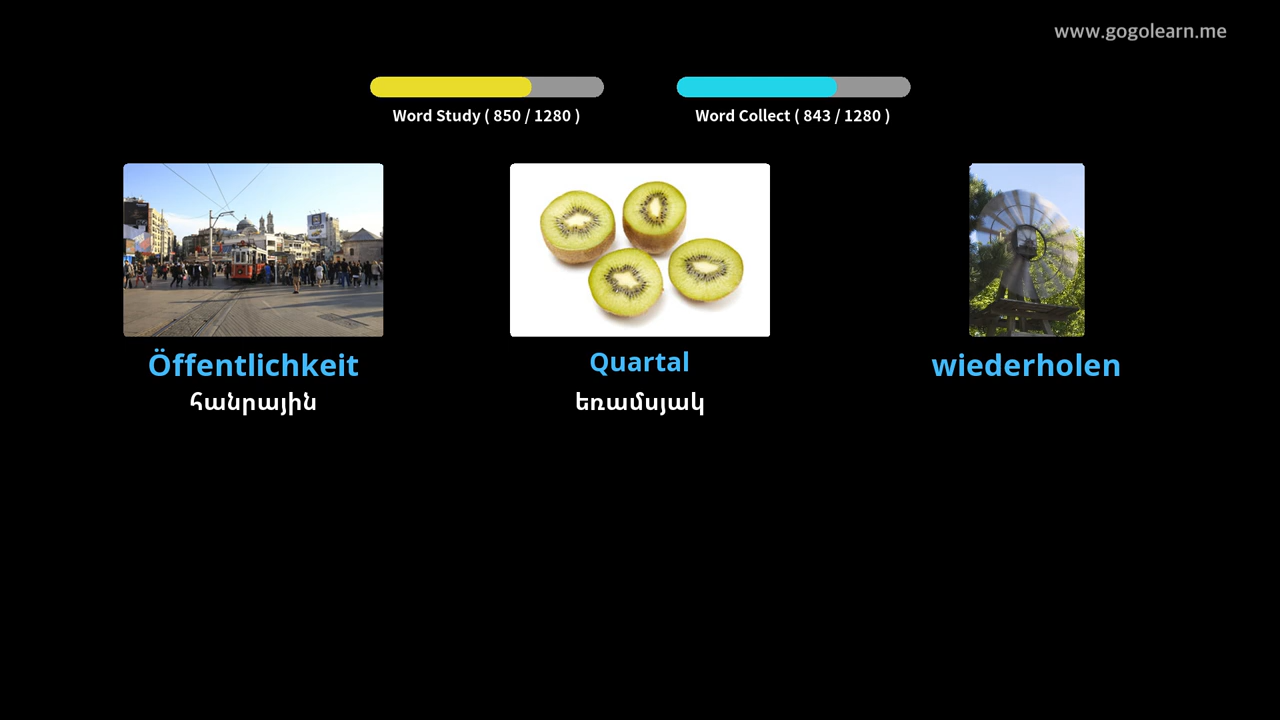 www.gogolearn.me
Word Study ( 850 / 1280 )
Word Collect ( 843 / 1280 )
Öffentlichkeit
հանրային
Quartal
եռամսյակ
wiederholen